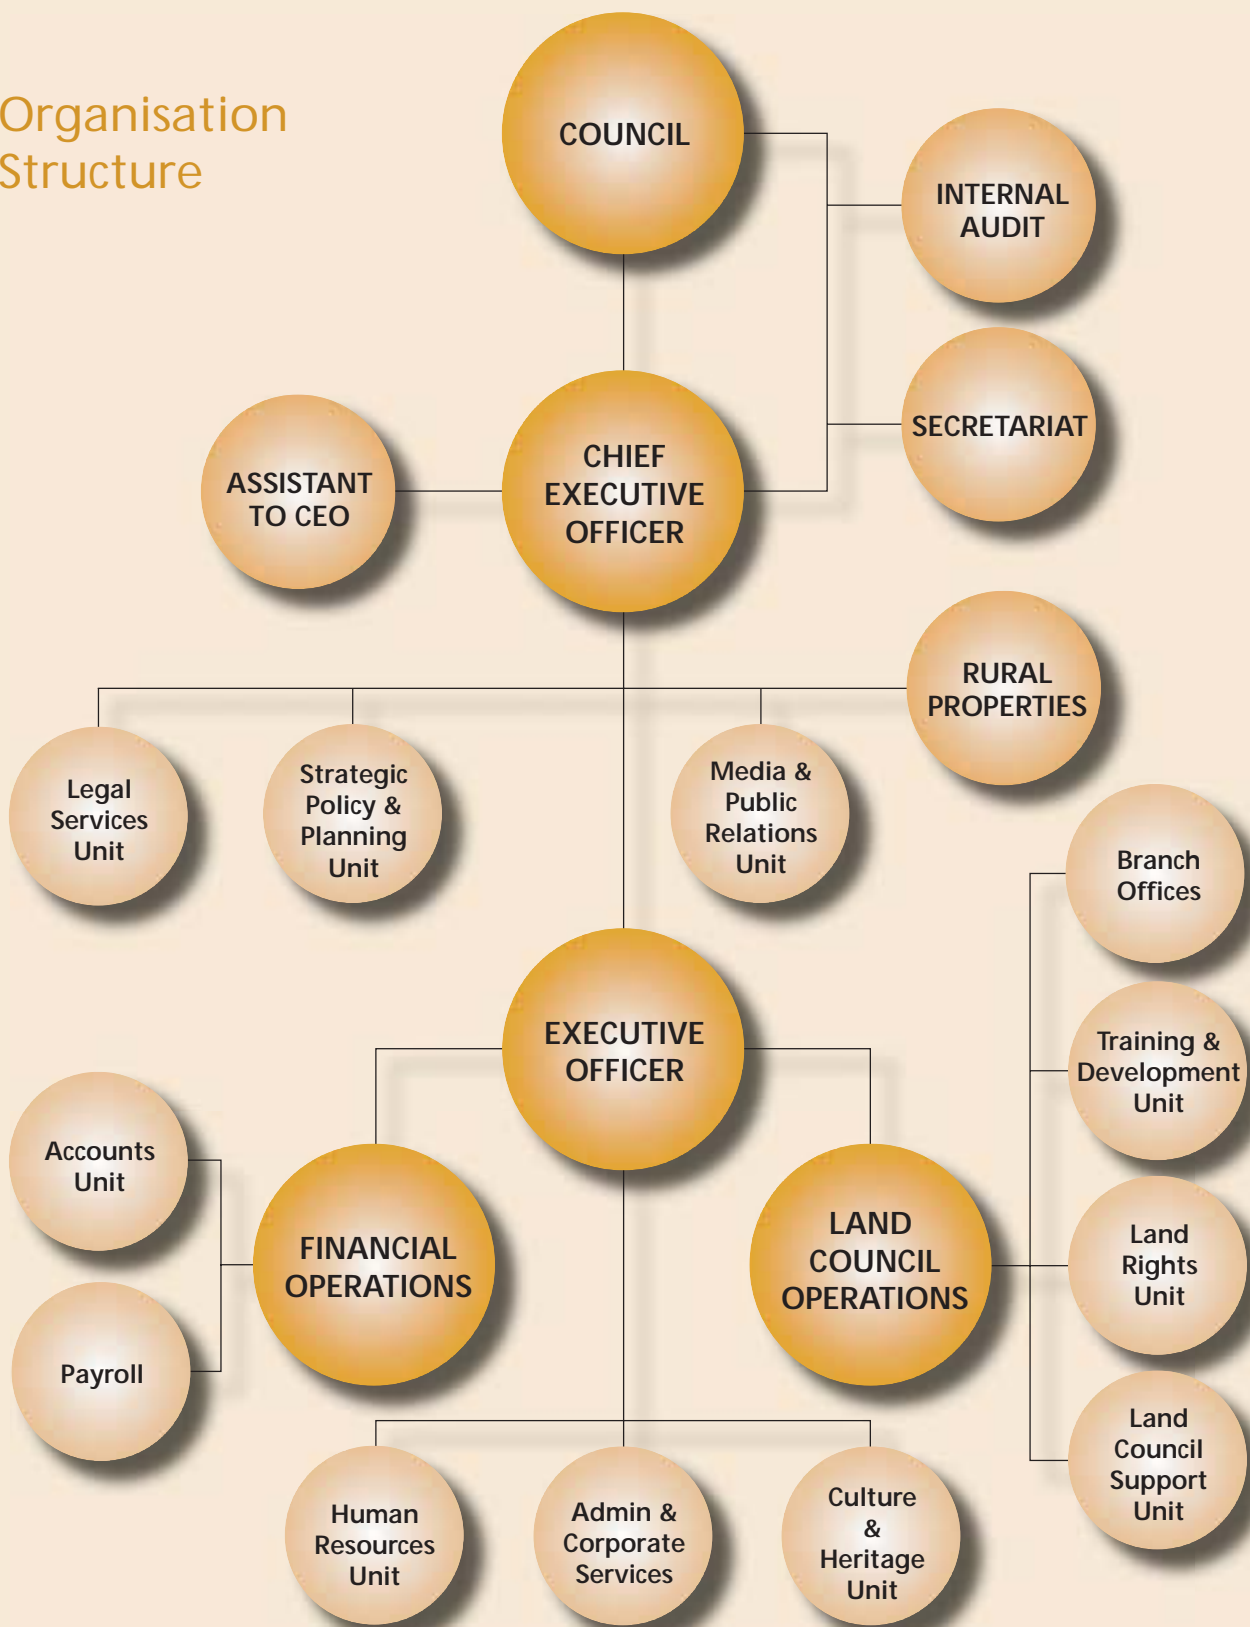 Organisation
Structure
COUNCIL
INTERNAL
AUDIT
SECRETARIAT
CHIEF
EXECUTIVE
OFFICER
ASSISTANT
TO CEO
RURAL
PROPERTIES
Legal
Services
Unit
Strategic
Policy &
Planning
Unit
Media &
Public
Relations
Unit
Branch
Offices
EXECUTIVE
OFFICER
Training &
Development
Unit
Accounts
Unit
FINANCIAL
OPERATIONS
LAND
COUNCIL
OPERATIONS
Land
Rights
Unit
Payroll
Land
Council
Support
Unit
Human
Resources
Unit
Admin &
Corporate
Services
Culture
&
Heritage
Unit